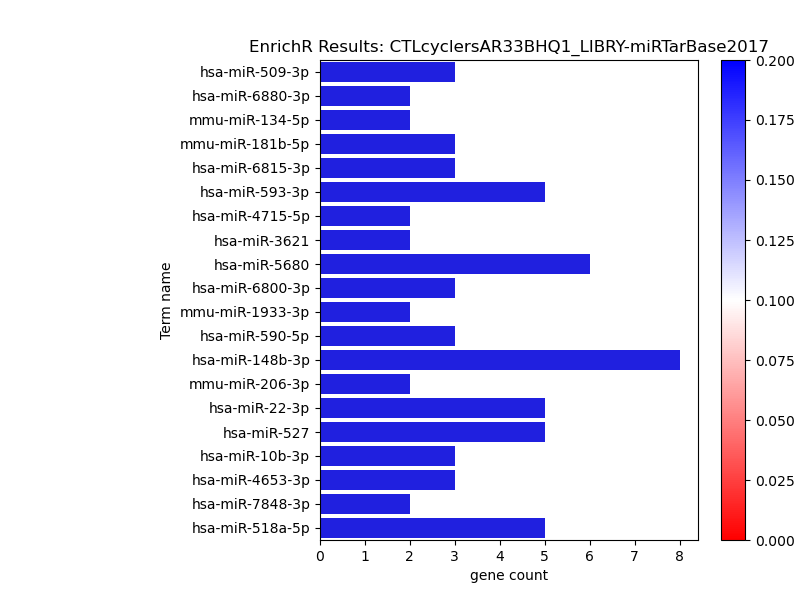 EnrichR Results: CTLcyclersAR33BHQ1_LIBRY-miRTarBase2017
hsa-miR-509-3p
hsa-miR-6880-3p
mmu-miR-134-5p
mmu-miR-181b-5p
hsa-miR-6815-3p
hsa-miR-593-3p
hsa-miR-4715-5p
hsa-miR-3621
hsa-miR-5680
hsa-miR-6800-3p
mmu-miR-1933-3p
hsa-miR-590-5p
hsa-miR-148b-3p
mmu-miR-206-3p
hsa-miR-22-3p
hsa-miR-527
hsa-miR-10b-3p
hsa-miR-4653-3p
hsa-miR-7848-3p
hsa-miR-518a-5p
Term name
0 1 2 3 4 5 6 7 8
gene count
0.200
0.175
0.150
0.125
0.100
0.075
0.050
0.025
0.000